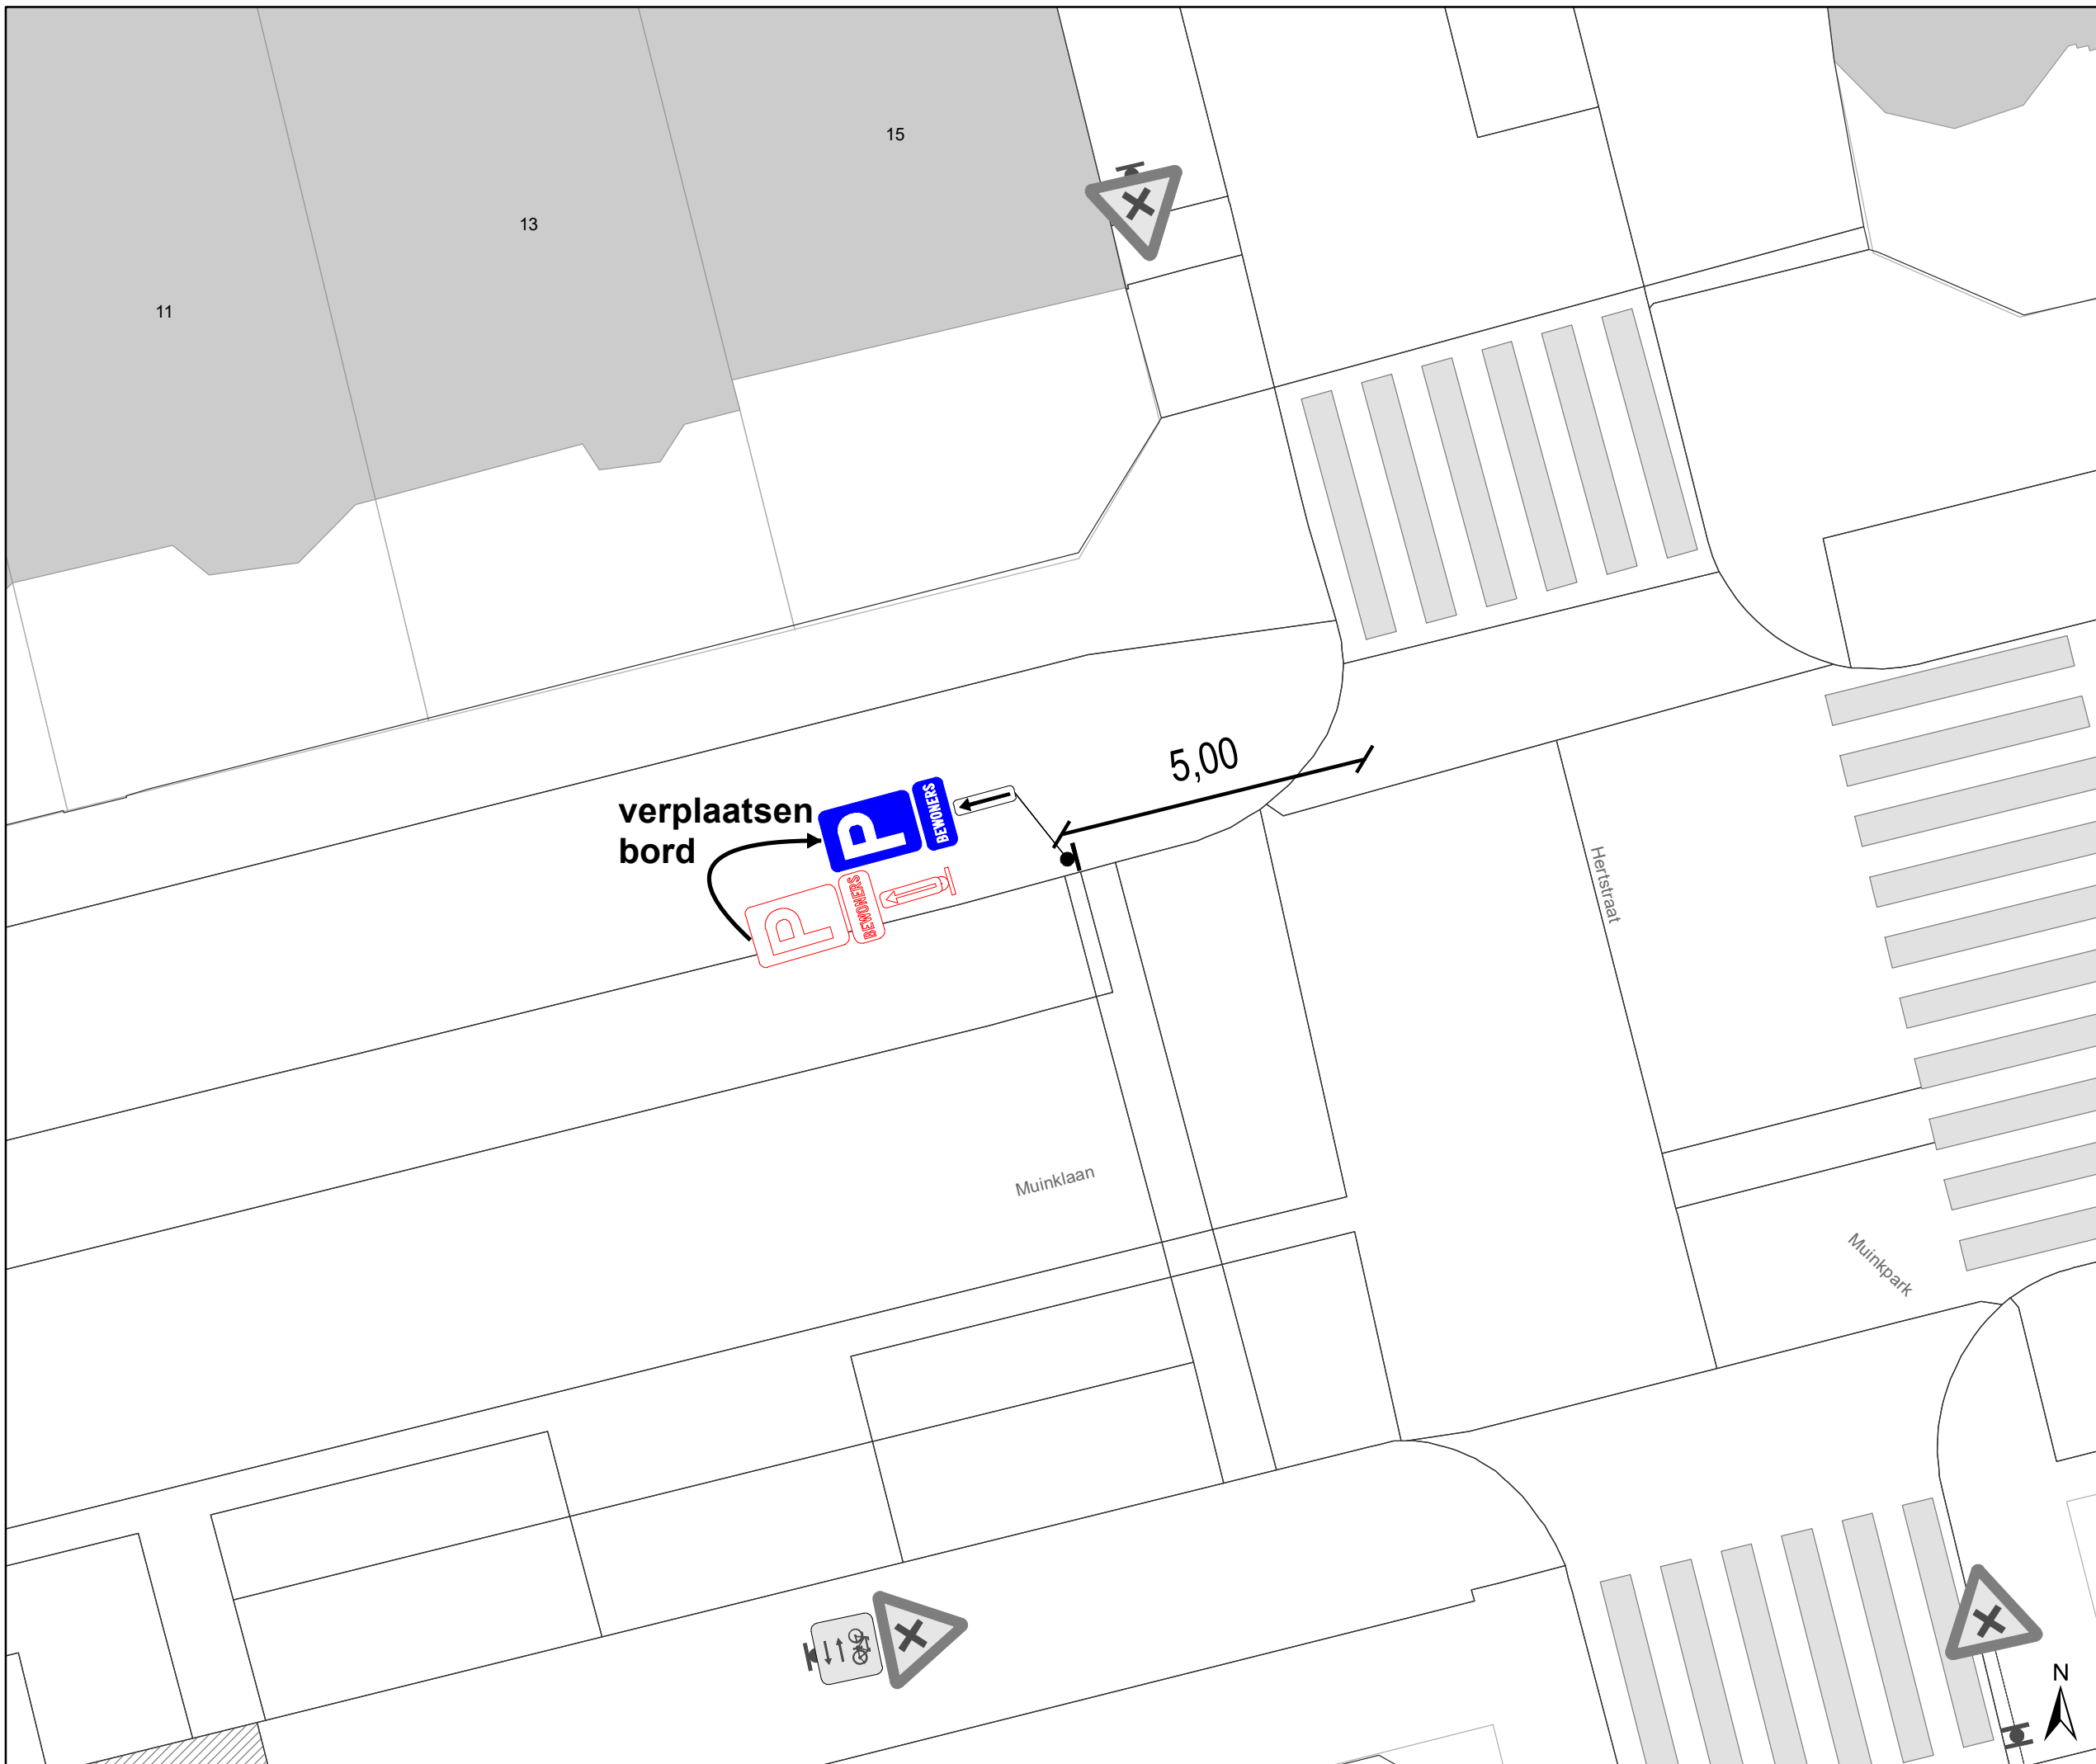 15
13
11
5,00
verplaatsen
bord
P
BEWONERS
P
BEWONERS
Hertstraat
Muinklaan
Muinkpark
N